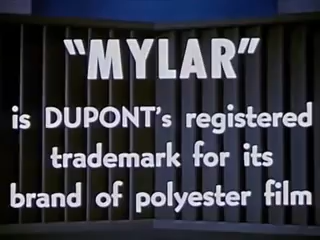 "MYLAR"
is DUPONT's registered
trademark for its
brand of polyester film